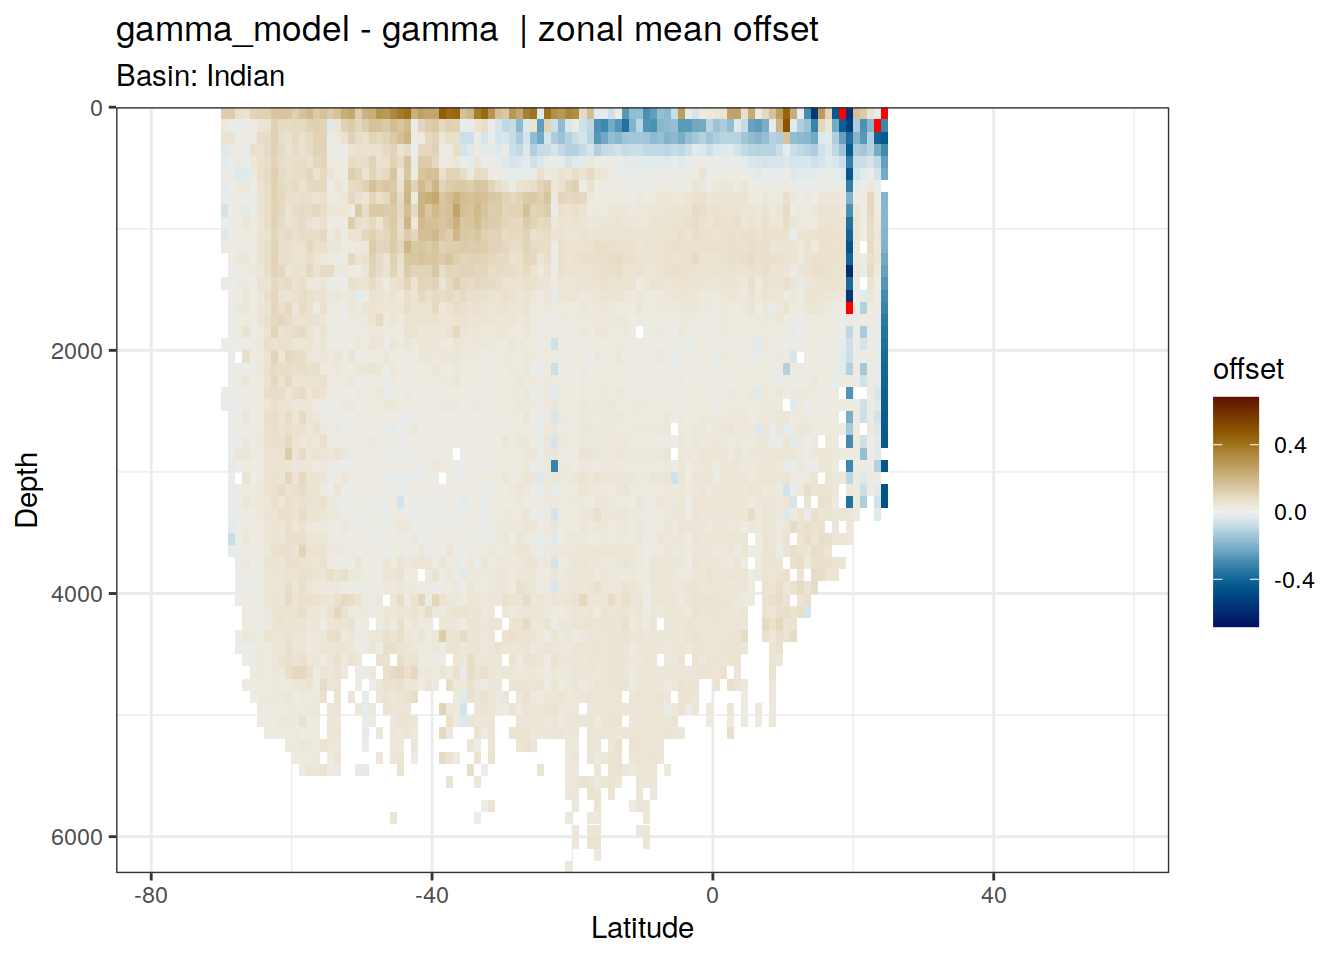 gamma_model - gamma  | zonal mean offset
Basin: Indian
0
2000
4000
6000
Depth
-80
-40
0
40
Latitude
offset
0.4
0.0
-0.4